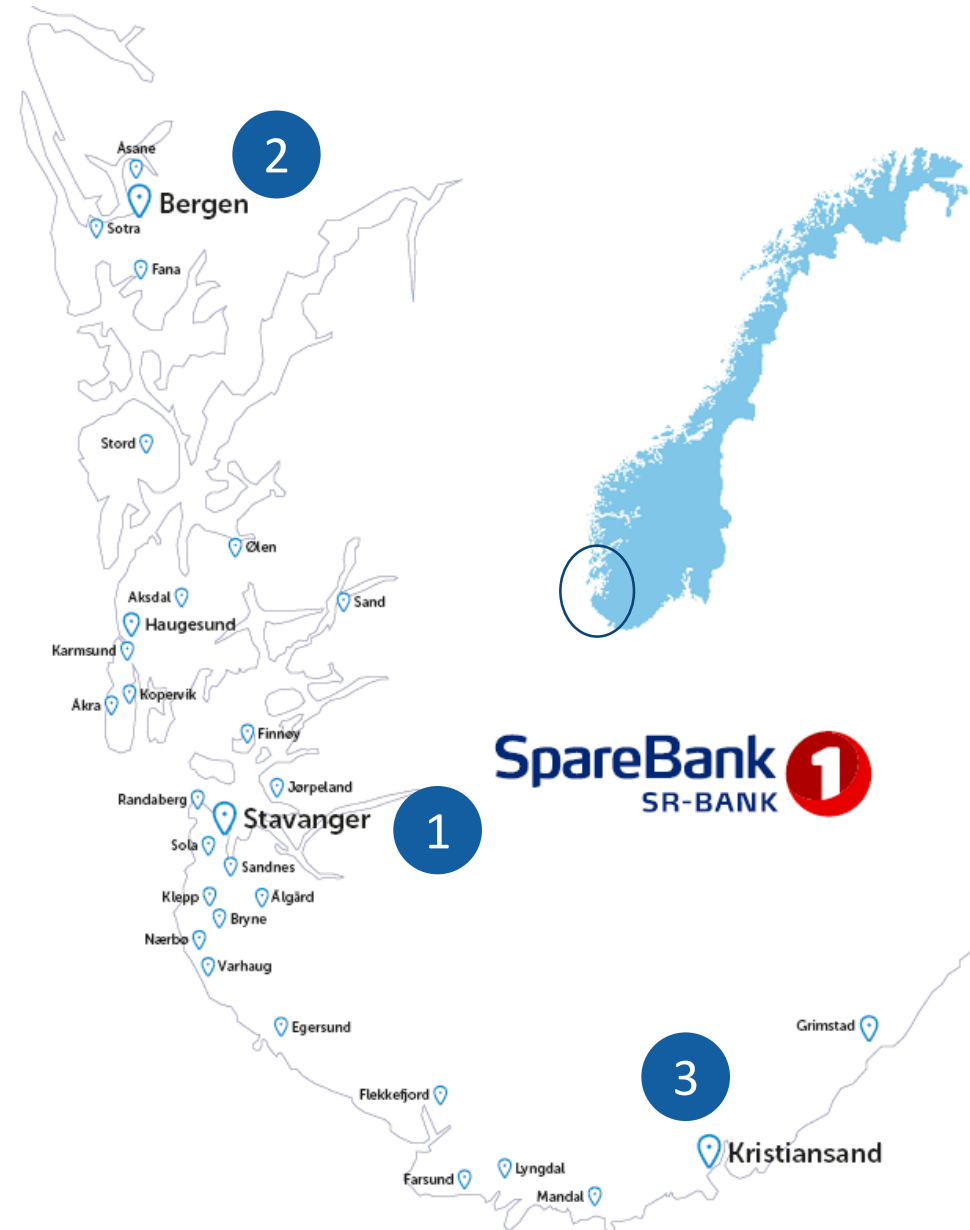 Åsane
2
Bergen
Sotra
Fana
Stord
Ølen
Aksdal
Sand
Haugesund
Karmsund
Kopervik
Åkra
Finnøy
SpareBank 1
SR-BANK
Jørpeland
Randaberg
Stavanger
1
Sola
Sandnes
Klepp
Ålgård
Bryne
Nærbø
Varhaug
Egersund
Grimstad
3
Flekkefjord
Kristiansand
Lyngdal
Farsund
Mandal